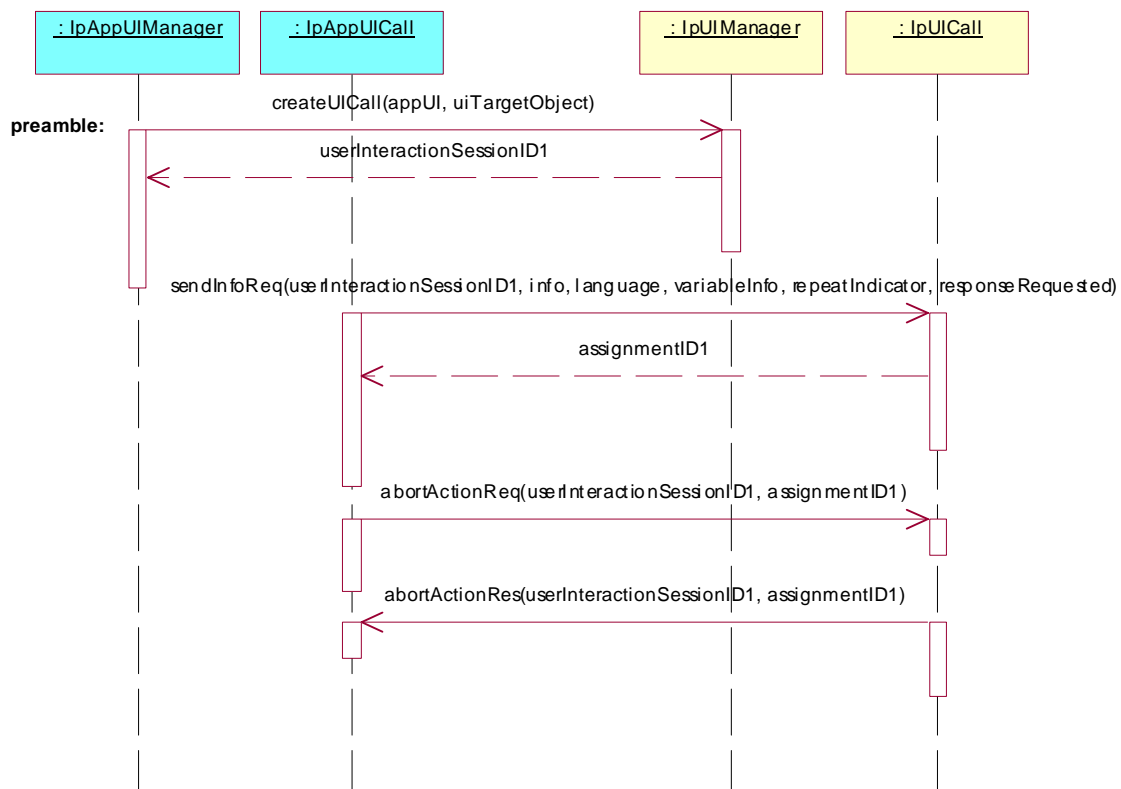 : IpAppUIManager
: IpAppUICall
: IpUIManager
: IpUICall
createUICall(appUI, uiTargetObject)
preamble:
userInteractionSessionID1
sendInfoReq(userInteractionSessionID1, info, language, variableInfo, repeatIndicator, responseRequested)
assignmentID1
abortActionReq(userInteractionSessionID1, assignmentID1)
abortActionRes(userInteractionSessionID1, assignmentID1)